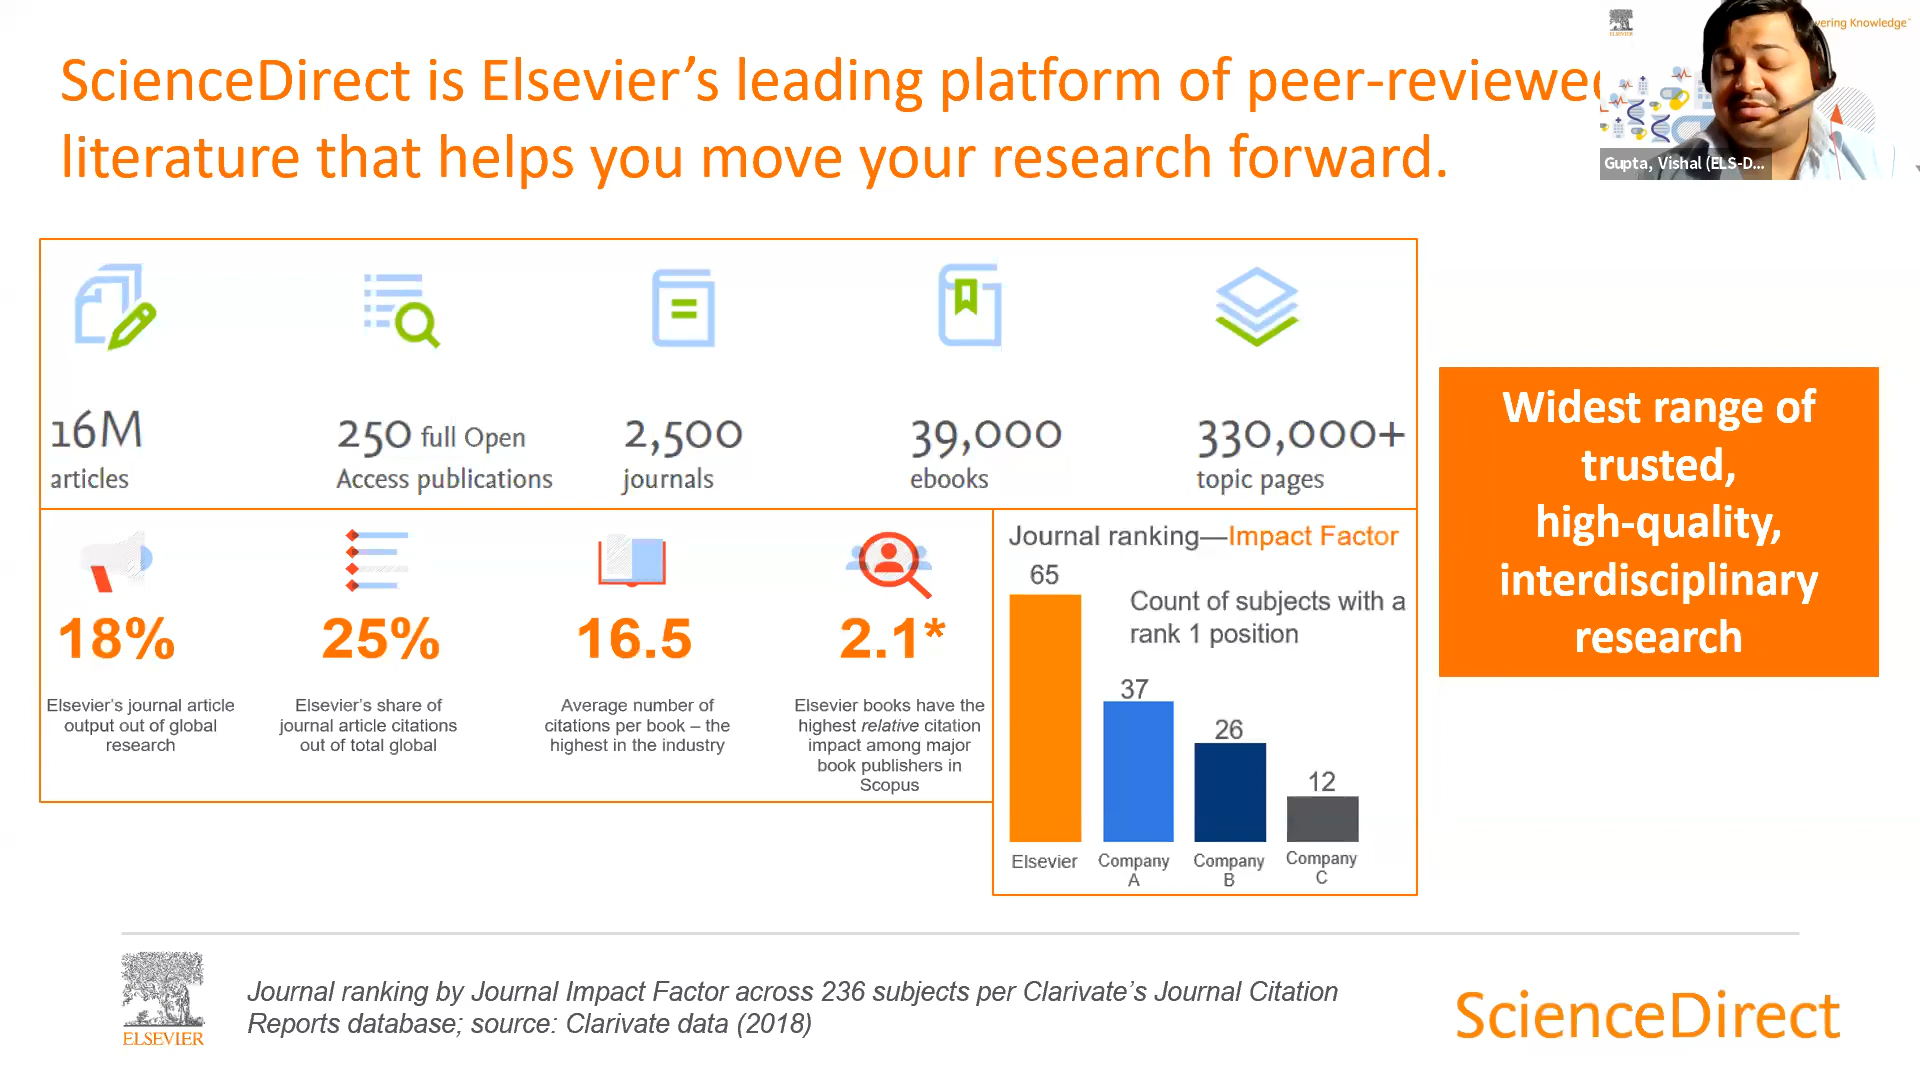 ScienceDirect is Elsevier's leading platform of peer-reviewed
literature that helps you move your research forward.
ELSEVIER
vering Knowledge
Gupta, Vishal (ELS-D...
16M
articles
250 full Open
Access publications
2,500
journals
39,000
ebooks
330,000+
topic pages
18%
Elsevier's journal article
output out of global
research
25%
Elsevier's share of
journal article citations
out of total global
16.5
Average number of
citations per book – the
highest in the industry
2.1*
Elsevier books have the
highest relative citation
impact among major
book publishers in
Scopus
Journal ranking—Impact Factor
Count of subjects with a
rank 1 position
65
37
26
12
Elsevier
Company
A
Company
B
Company
C
Widest range of
trusted,
high-quality,
interdisciplinary
research
ELSEVIER
Journal ranking by Journal Impact Factor across 236 subjects per Clarivate's Journal Citation
Reports database; source: Clarivate data (2018)
ScienceDirect